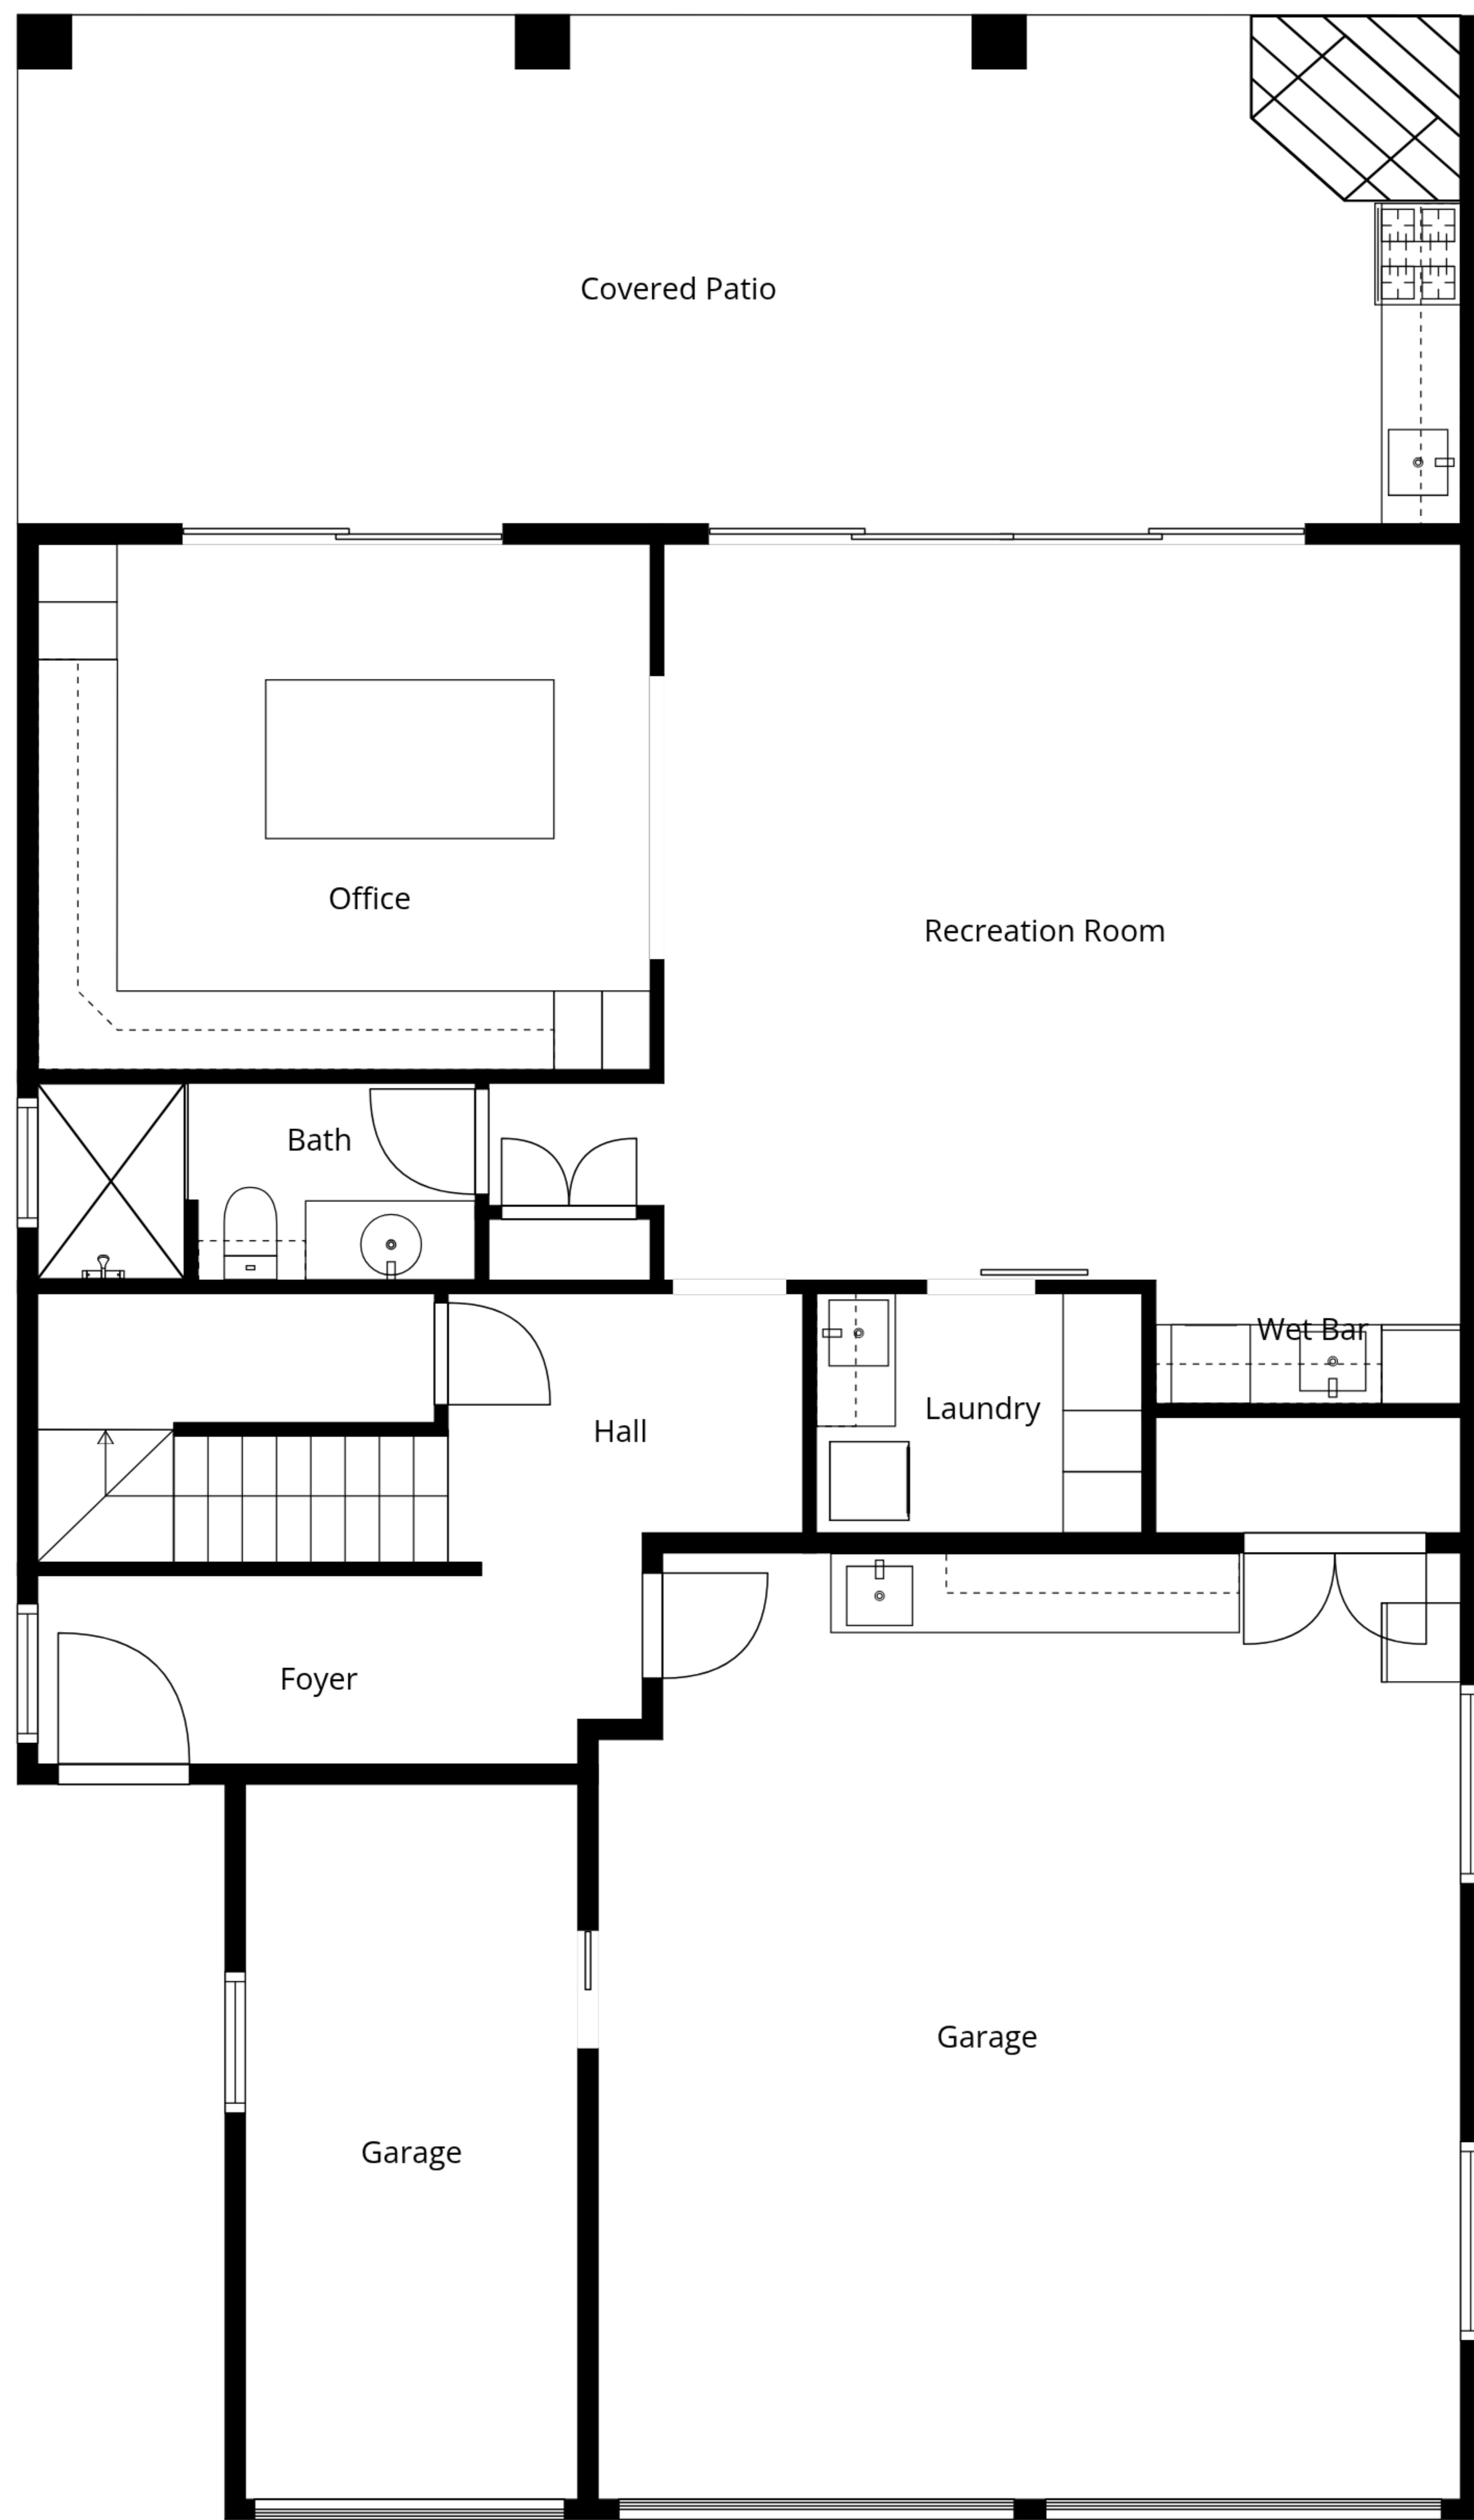 Covered Patio
Office
Recreation Room
Bath
Wet Bar
Laundry
Hall
Foyer
Garage
Garage